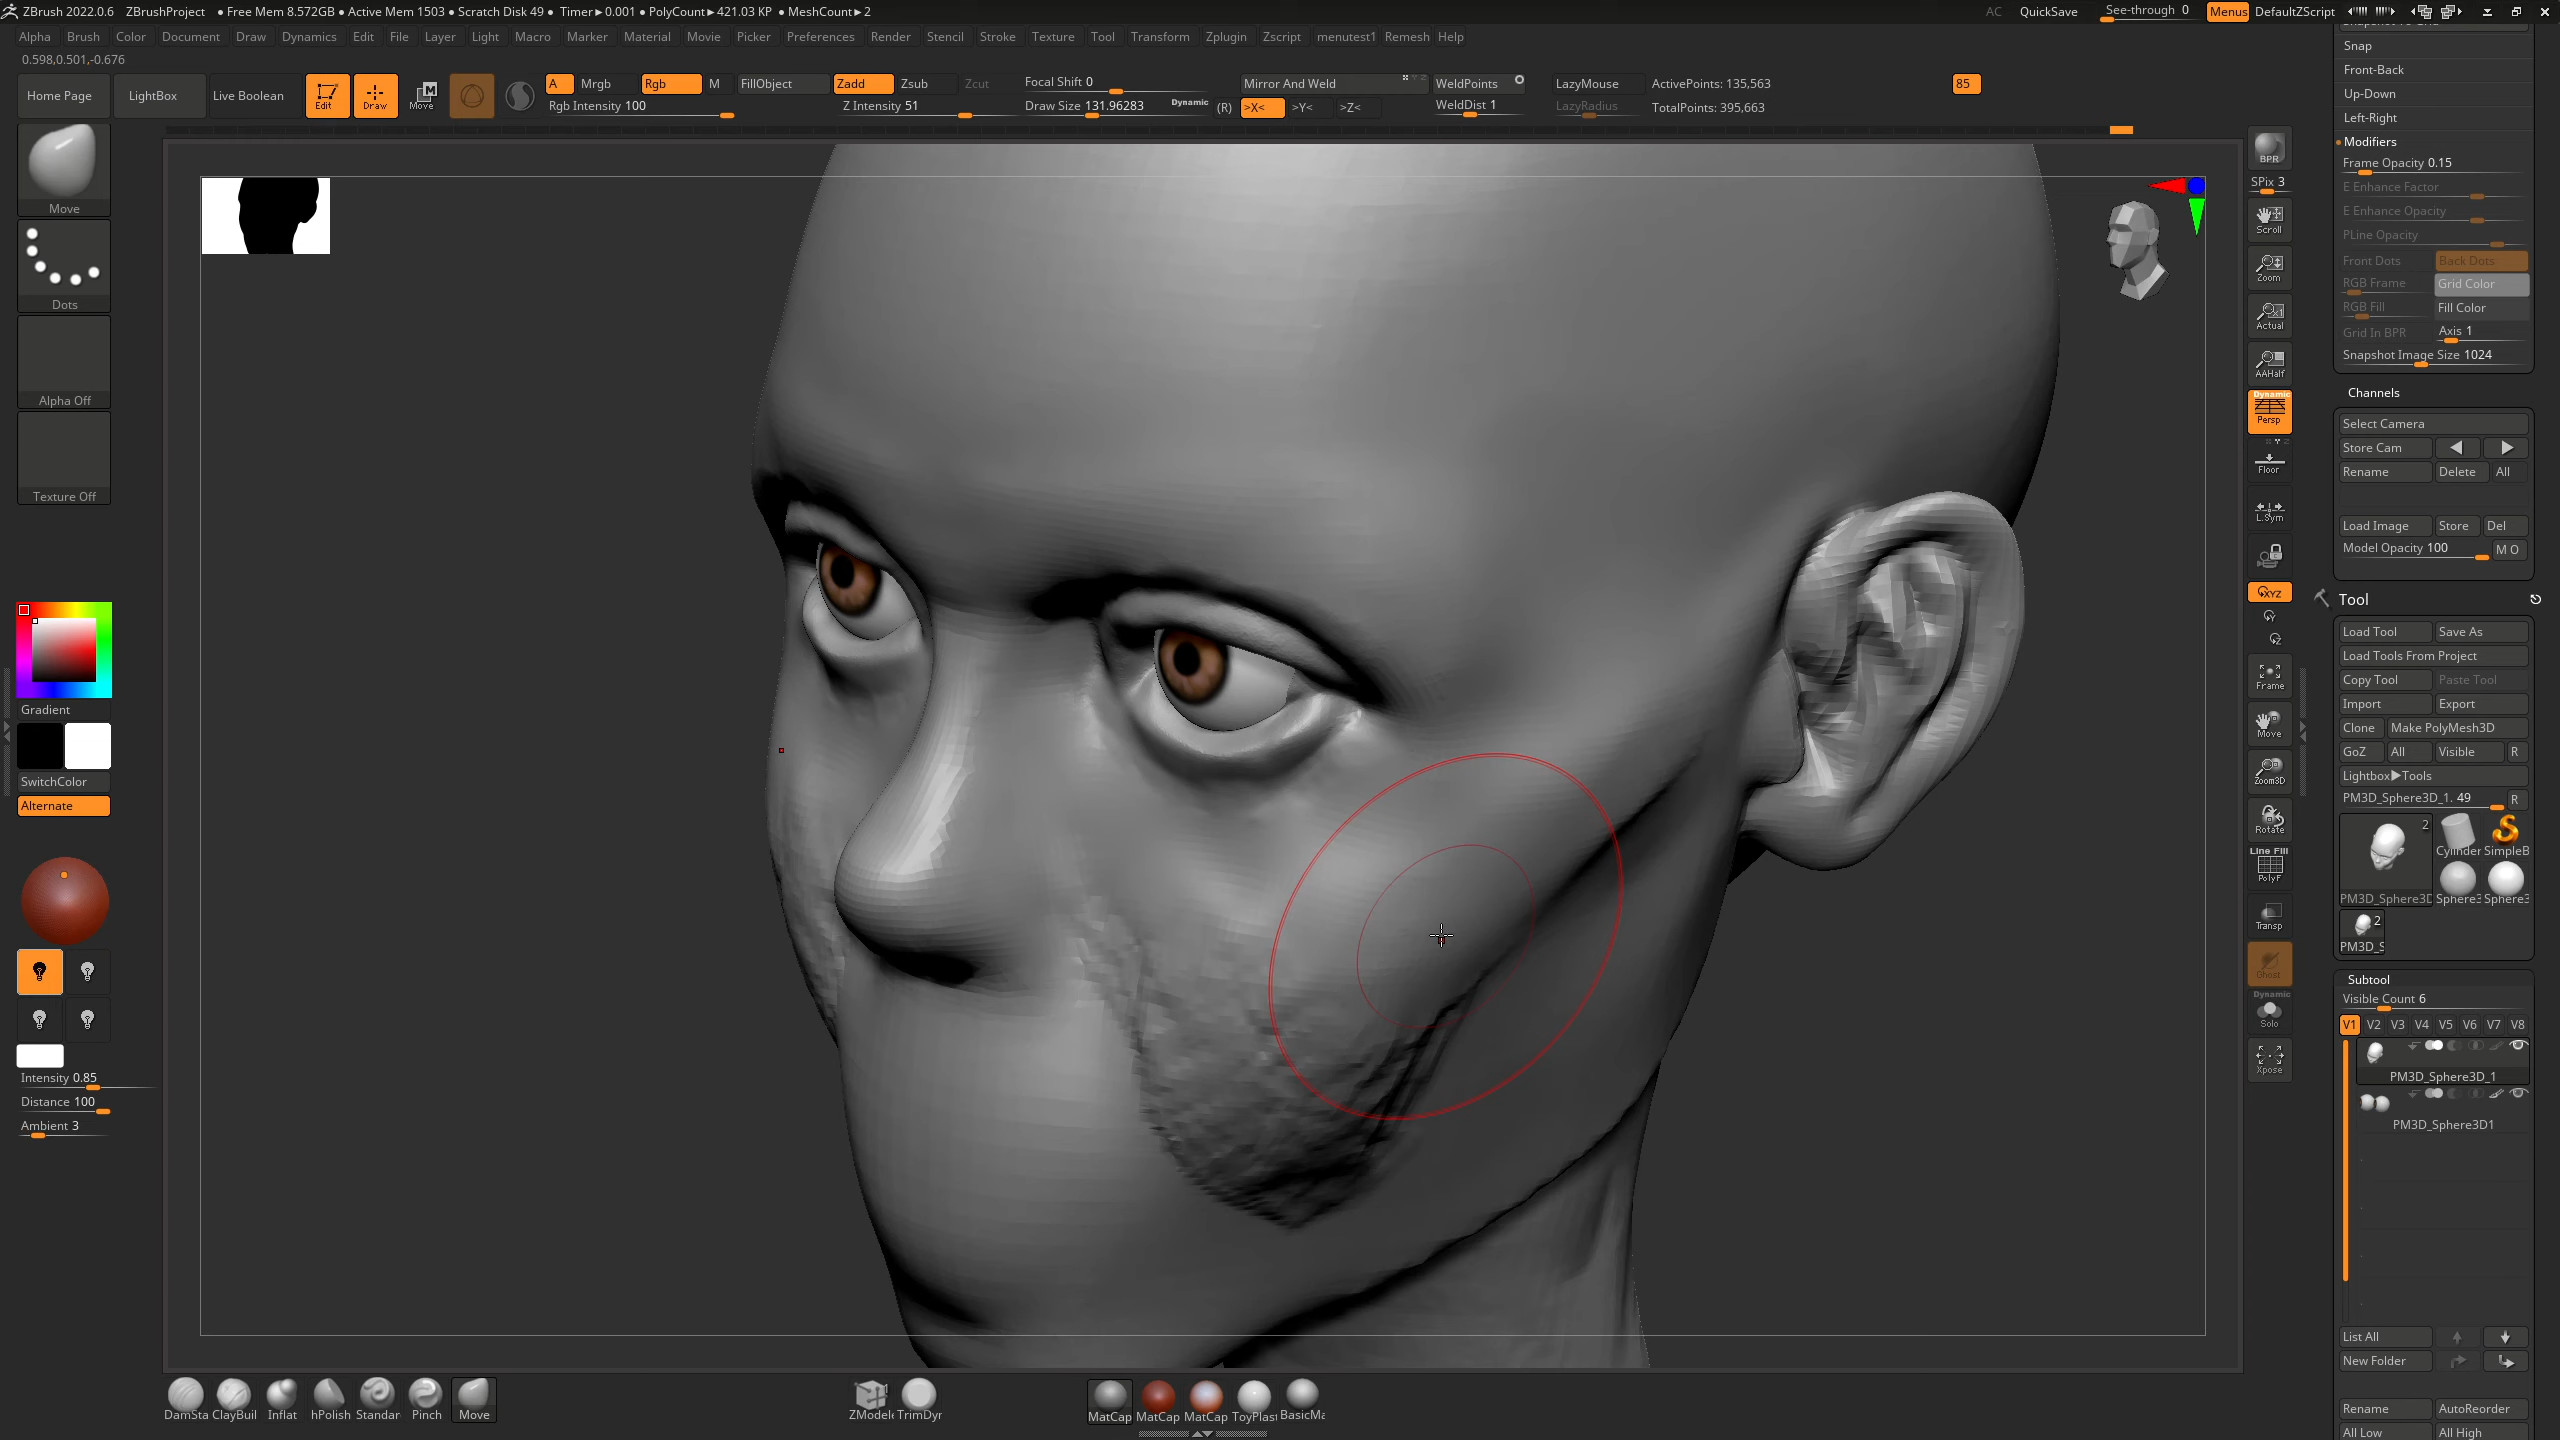 ZBrush 2022.0.6 ZBrushProject • Free Mem 8.572GB • Active Mem 1503 • Scratch Disk 49 • Timer►0.001 • PolyCount►421.03 KP • MeshCount►2 AC QuickSave See-through 0 Menus DefaultZScript
Alpha Brush Color Document Draw Dynamics Edit File Layer Light Macro Marker Material Movie Picker Preferences Render Stencil Stroke Texture Tool Transform Zplugin Zscript menutest1 Remesh Help
0.598,0.501,-0.676
Home Page LightBox Live Boolean Edit Draw Move
A Mrgb Rgb M FillObject Zadd Zsub Zcut Focal Shift 0 Mirror And Weld WeldPoints LazyMouse ActivePoints: 135,563 85
Rgb Intensity 100 Z Intensity 51 Draw Size 131.96283 Dynamic (R) >X< >Y< >Z< WeldDist 1 LazyRadius TotalPoints: 395,663
Move
Dots
Alpha Off
Texture Off
Gradient
SwitchColor
Alternate
Intensity 0.85
Distance 100
Ambient 3
BPR
SPix 3
Scroll
Zoom
Actual
AAHalf
Dynamic
Persp
Floor
L.Sym
XYZ
Y
Z
Frame
Move
Zoom3D
Rotate
Line Fill
PolyF
Transp
Ghost
Dynamic
Solo
Xpose
Snap
Front-Back
Up-Down
Left-Right
Modifiers
Frame Opacity 0.15
E Enhance Factor
E Enhance Opacity
PLine Opacity
Front Dots Back Dots
RGB Frame Grid Color
RGB Fill Fill Color
Grid In BPR Axis 1
Snapshot Image Size 1024
Channels
Select Camera
Store Cam
Rename Delete All
Load Image Store Del
Model Opacity 100 M O
Tool
Load Tool Save As
Load Tools From Project
Copy Tool Paste Tool
Import Export
Clone Make PolyMesh3D
GoZ All Visible R
Lightbox►Tools
PM3D_Sphere3D_1. 49 R
2
Cylinder SimpleB
PM3D_Sphere3D Sphere3 Sphere3
2
PM3D_S
Subtool
Visible Count 6
V1 V2 V3 V4 V5 V6 V7 V8
PM3D_Sphere3D_1
PM3D_Sphere3D1
List All
New Folder
Rename AutoReorder
All Low All High
DamSta ClayBuil Inflat hPolish Standar Pinch Move ZModele TrimDyr MatCap MatCap MatCap ToyPlas BasicMa